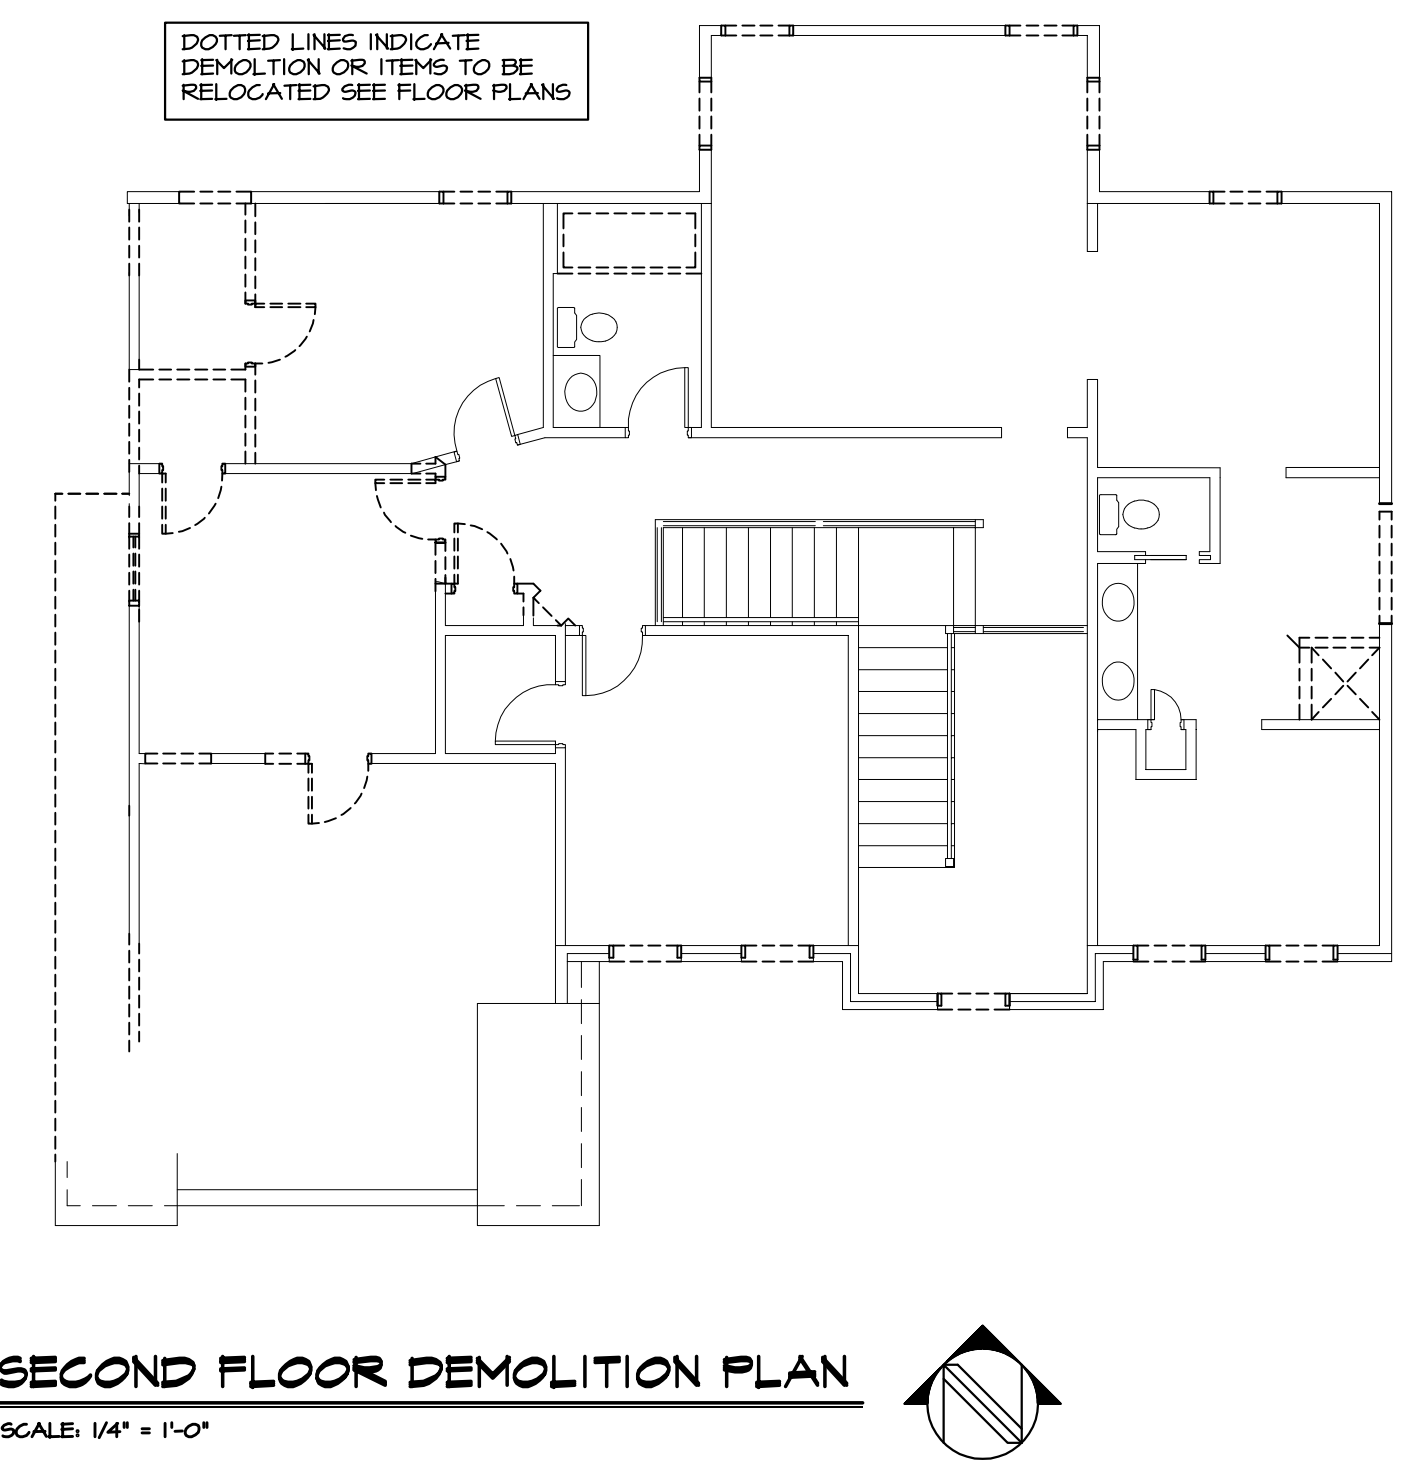 DOTTED LINES INDICATE
DEMOLTION OR ITEMS TO BE
RELOCATED SEE FLOOR PLANS
N
SECOND FLOOR DEMOLITION PLAN
SCALE: 1/4" = 1'-0"